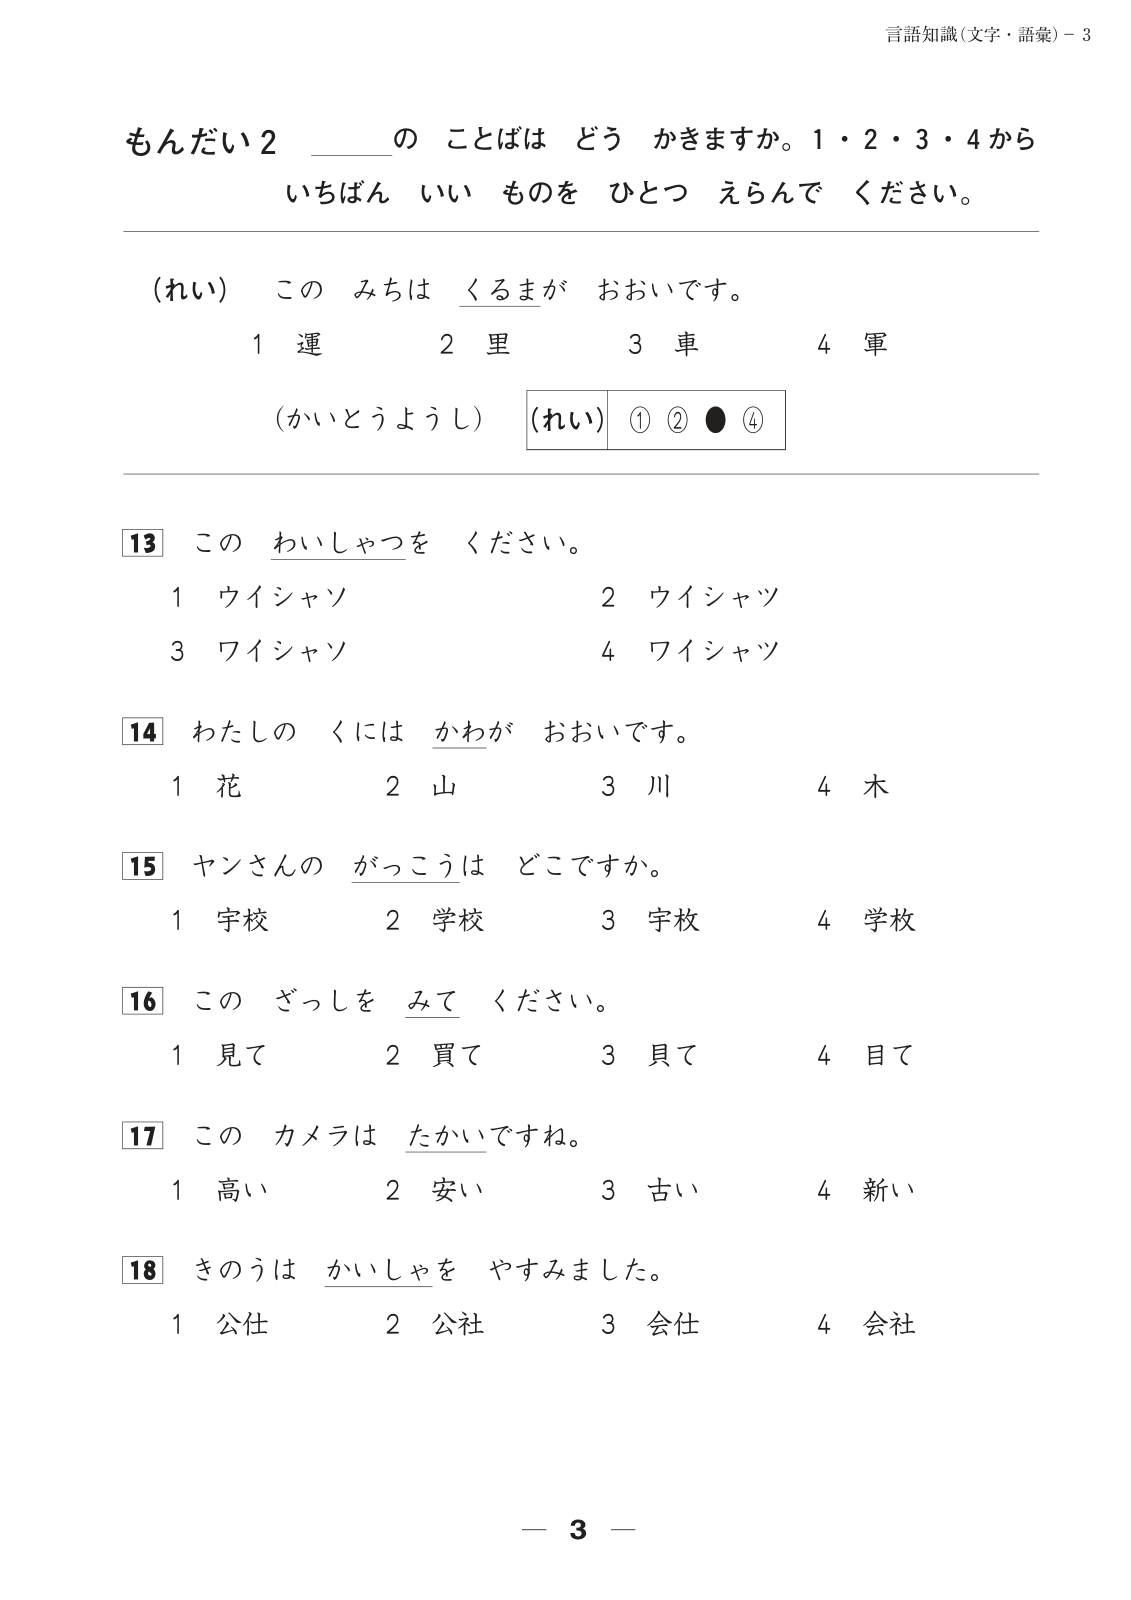 言語知識(文字・語彙)− 3
もんだい2　＿＿＿の　ことばは　どう　かきますか。1・2・3・4から
いちばん　いい　ものを　ひとつ　えらんで　ください。
(れい)　この　みちは　くるまが　おおいです。
1　運　2　里　3　車　4　軍
(かいとうようし)　(れい)　①　②　●　④
13　この　わいしゃつを　ください。
1　ウイシャソ　2　ウイシャツ
3　ワイシャソ　4　ワイシャツ
14　わたしの　くには　かわが　おおいです。
1　花　2　山　3　川　4　木
15　ヤンさんの　がっこうは　どこですか。
1　宇校　2　学校　3　宇枚　4　学枚
16　この　ざっしを　みて　ください。
1　見て　2　買て　3　貝て　4　目て
17　この　カメラは　たかいですね。
1　高い　2　安い　3　古い　4　新い
18　きのうは　かいしゃを　やすみました。
1　公仕　2　公社　3　会仕　4　会社
— 3 —